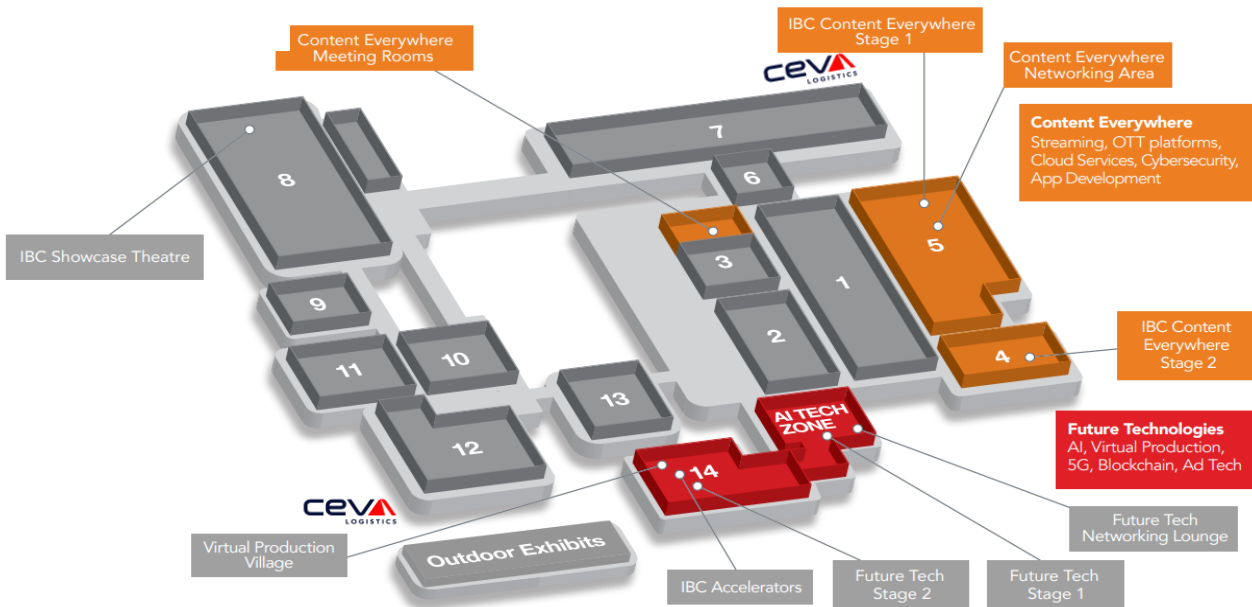 Content Everywhere
Meeting Rooms
IBC Content Everywhere
Stage 1
Content Everywhere
Networking Area
ceva
LOGISTICS
Content Everywhere
Streaming, OTT platforms,
Cloud Services, Cybersecurity,
App Development
7
8
6
5
IBC Showcase Theatre
3
1
9
2
IBC Content
Everywhere
Stage 2
4
10
11
13
AI TECH
ZONE
Future Technologies
AI, Virtual Production,
5G, Blockchain, Ad Tech
12
14
ceva
LOGISTICS
Future Tech
Networking Lounge
Virtual Production
Village
Outdoor Exhibits
IBC Accelerators
Future Tech
Stage 2
Future Tech
Stage 1